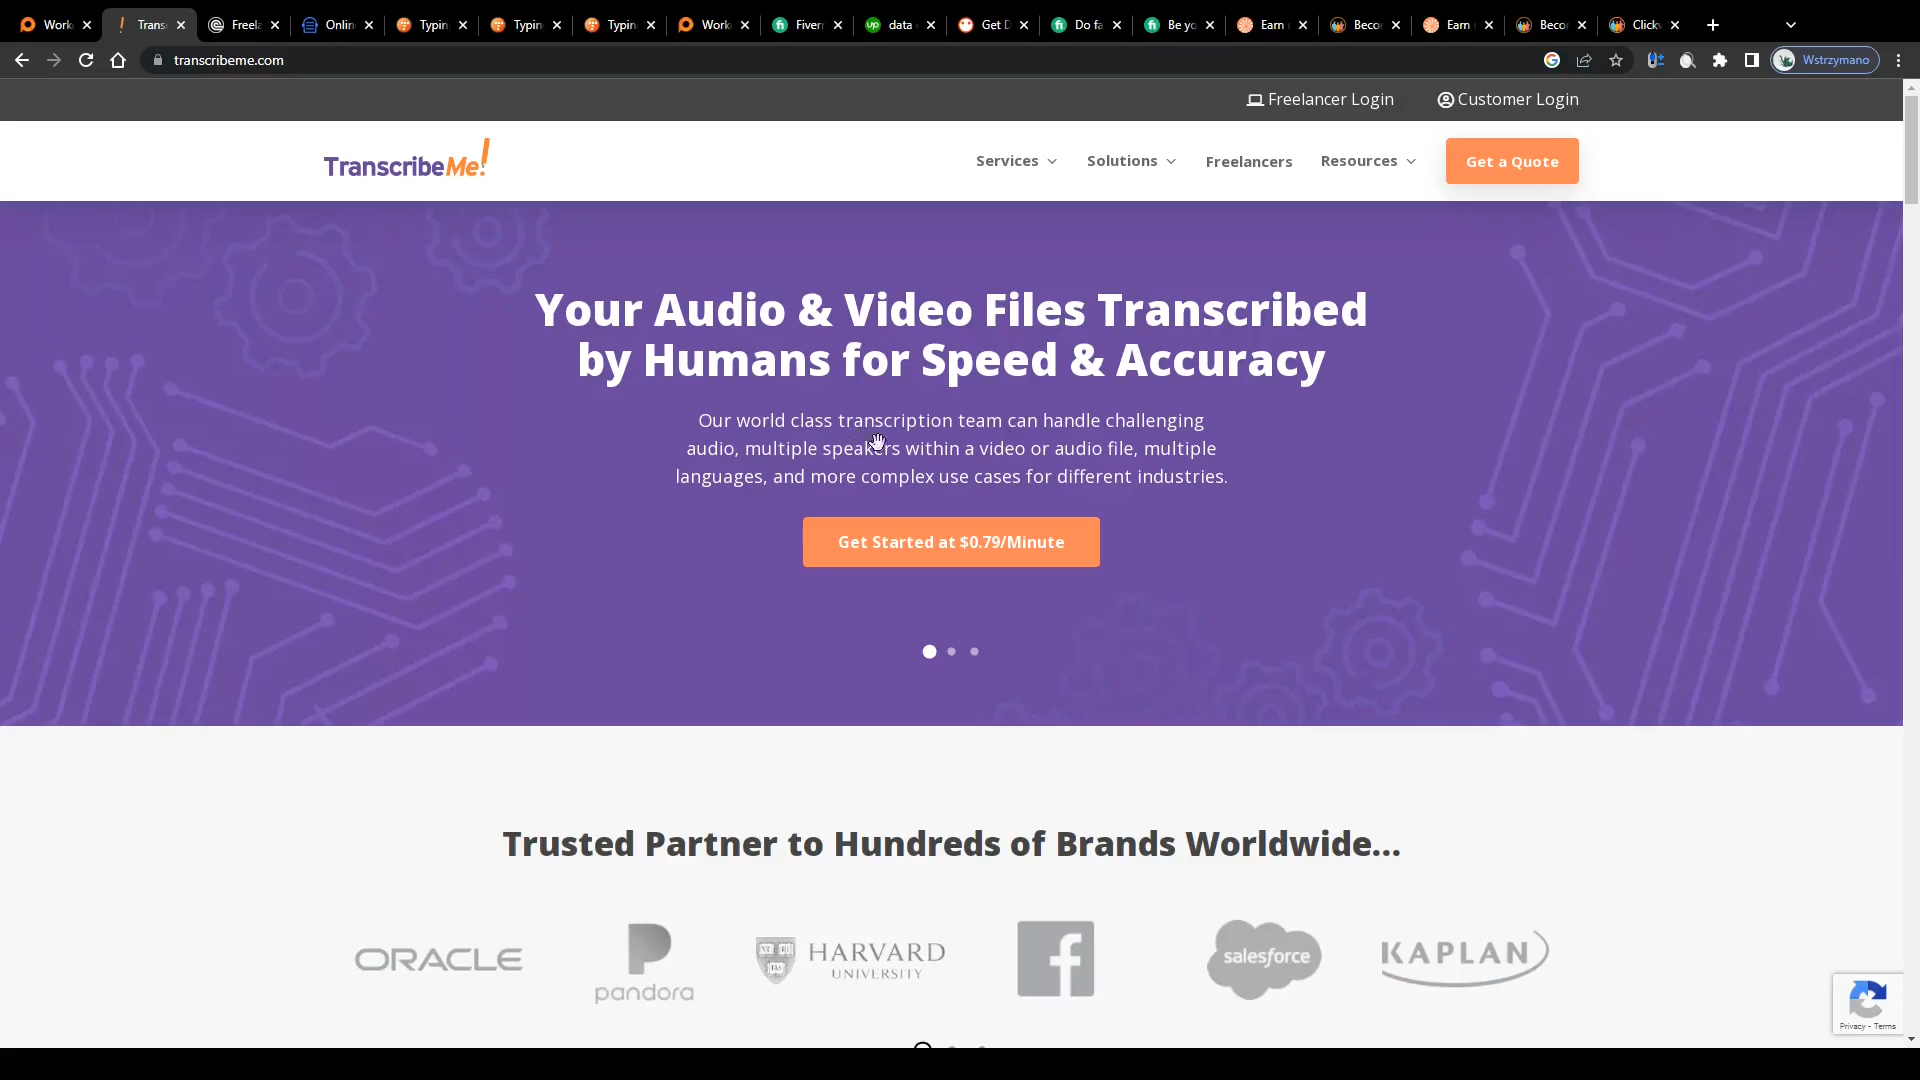 Work
Trans
Freela
Onlin
Typin
Typin
Typin
Work
Fiver
data
Get D
Do fa
Be yo
Earn
Beco
Earn
Beco
Click
transcribeme.com
Wstrzymano
Freelancer Login
Customer Login
TranscribeMe!
Services
Solutions
Freelancers
Resources
Get a Quote
Your Audio & Video Files Transcribed
by Humans for Speed & Accuracy
Our world class transcription team can handle challenging
audio, multiple speakers within a video or audio file, multiple
languages, and more complex use cases for different industries.
Get Started at $0.79/Minute
Trusted Partner to Hundreds of Brands Worldwide...
ORACLE
pandora
HARVARD
UNIVERSITY
salesforce
KAPLAN
Privacy - Terms